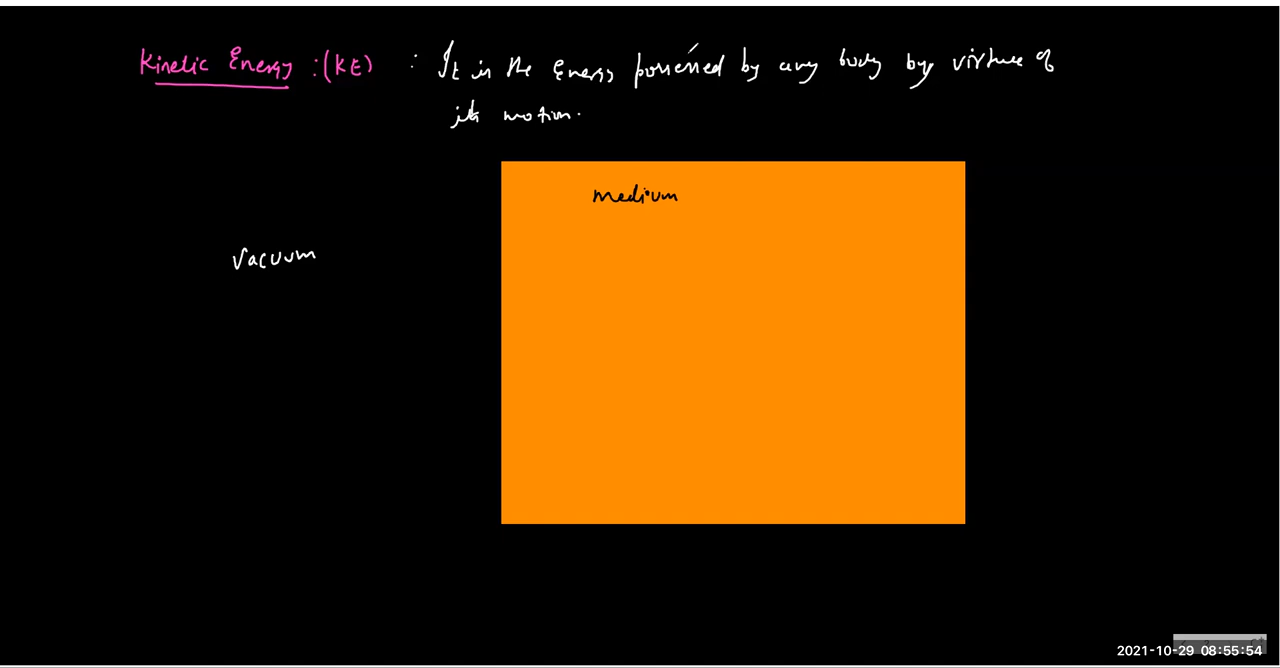 Kinetic Energy :(KE) : It is the Energy possessed by any body by virtue of
its motion.
medium
vacuum
2021-10-29 08:55:54